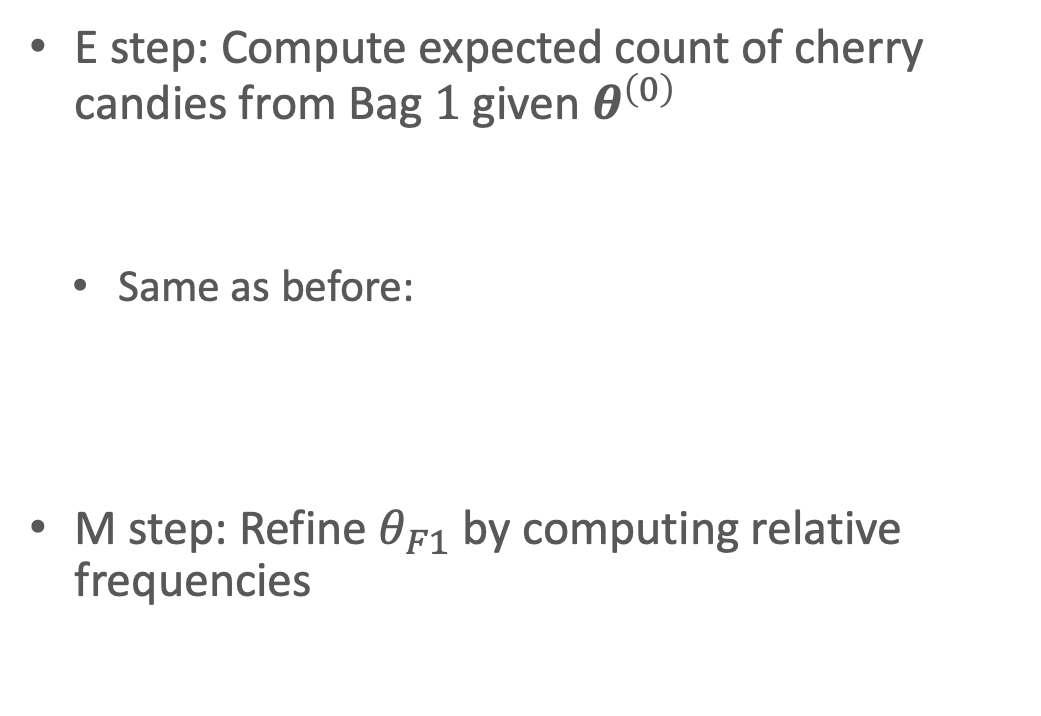 • E step: Compute expected count of cherry
candies from Bag 1 given 𝜽⁽⁰⁾
• Same as before:
• M step: Refine 𝜃_F1 by computing relative
frequencies